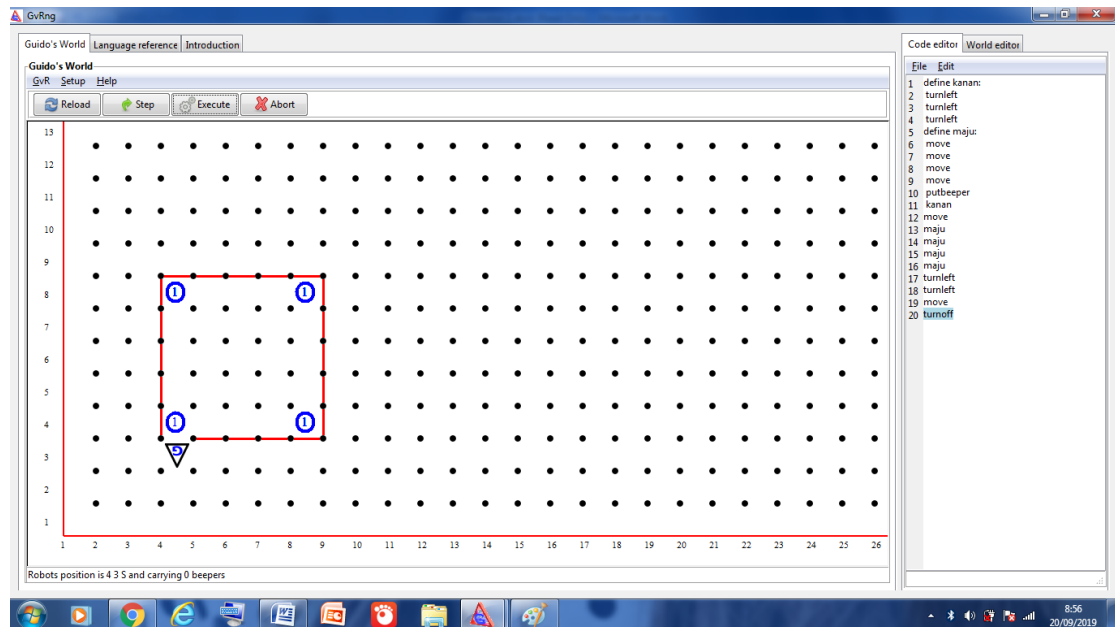 GvRng
Guido's World Language reference Introduction
Guido's World
GvR Setup Help
Reload Step Execute Abort
13
12
11
10
9
8
7
6
5
4
3
2
1
1 1
1 1
G
1 2 3 4 5 6 7 8 9 10 11 12 13 14 15 16 17 18 19 20 21 22 23 24 25 26
Robots position is 4 3 S and carrying 0 beepers
Code editor World editor
File Edit
1 define kanan:
2 turnleft
3 turnleft
4 turnleft
5 define maju:
6 move
7 move
8 move
9 move
10 putbeeper
11 kanan
12 move
13 maju
14 maju
15 maju
16 maju
17 turnleft
18 turnleft
19 move
20 turnoff
8:56
20/09/2019